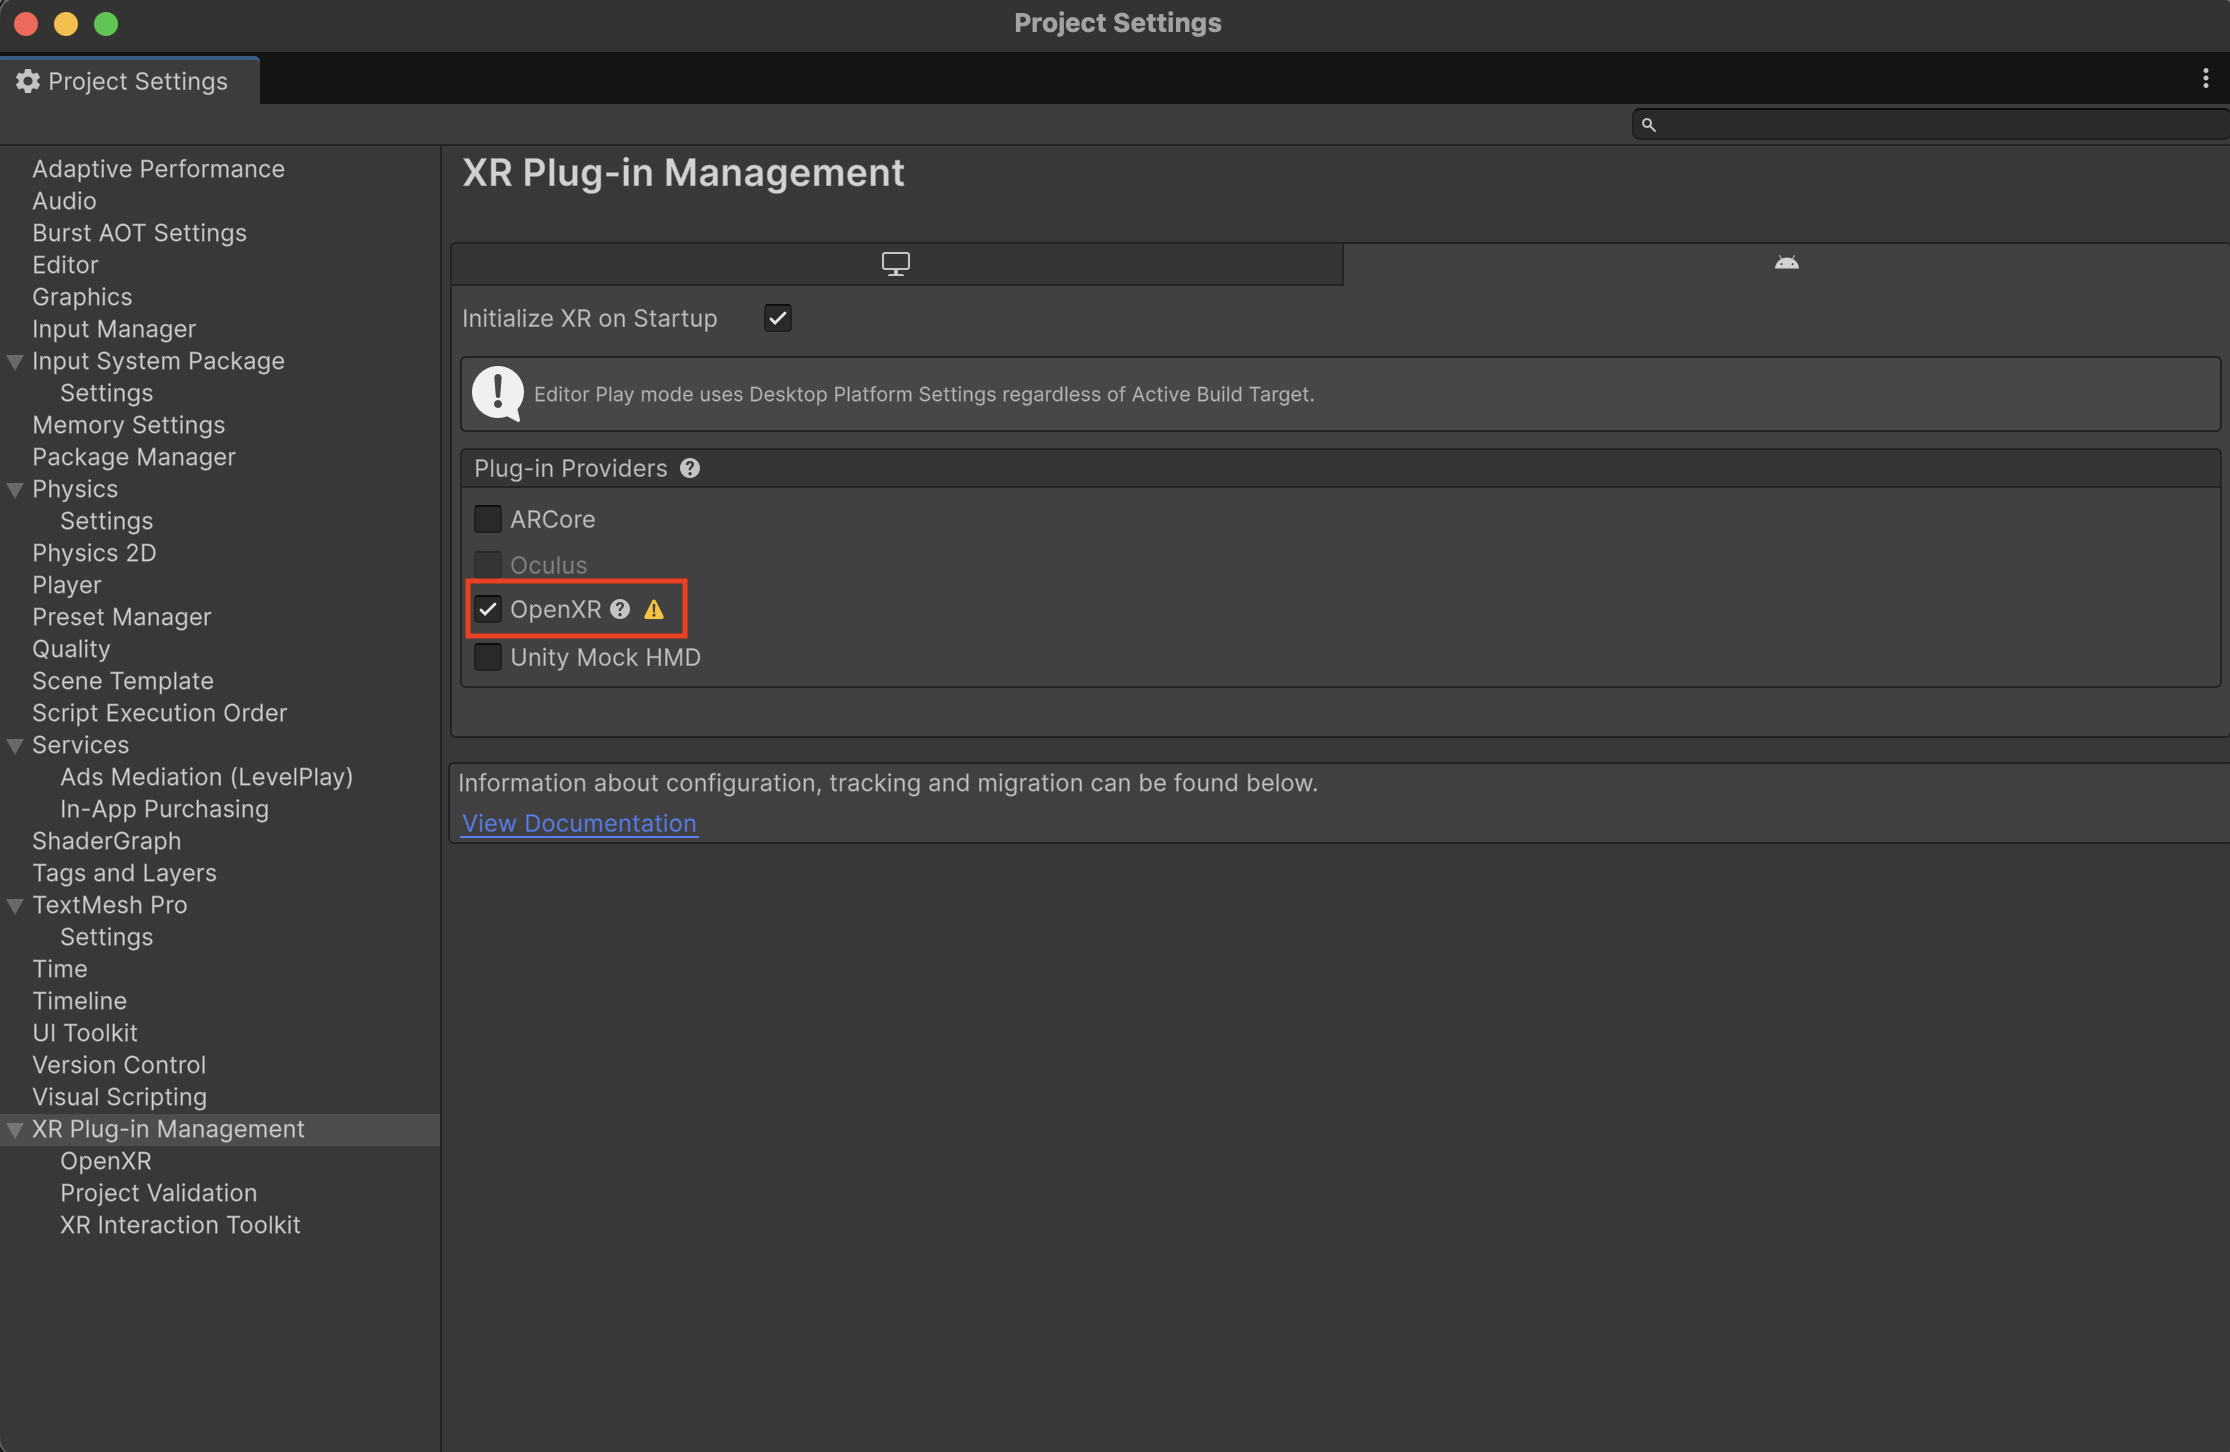 Project Settings
Project Settings
Adaptive Performance
Audio
Burst AOT Settings
Editor
Graphics
Input Manager
Input System Package
Settings
Memory Settings
Package Manager
Physics
Settings
Physics 2D
Player
Preset Manager
Quality
Scene Template
Script Execution Order
Services
Ads Mediation (LevelPlay)
In-App Purchasing
ShaderGraph
Tags and Layers
TextMesh Pro
Settings
Time
Timeline
UI Toolkit
Version Control
Visual Scripting
XR Plug-in Management
OpenXR
Project Validation
XR Interaction Toolkit
XR Plug-in Management
Initialize XR on Startup
Editor Play mode uses Desktop Platform Settings regardless of Active Build Target.
Plug-in Providers
ARCore
Oculus
OpenXR
Unity Mock HMD
Information about configuration, tracking and migration can be found below.
View Documentation